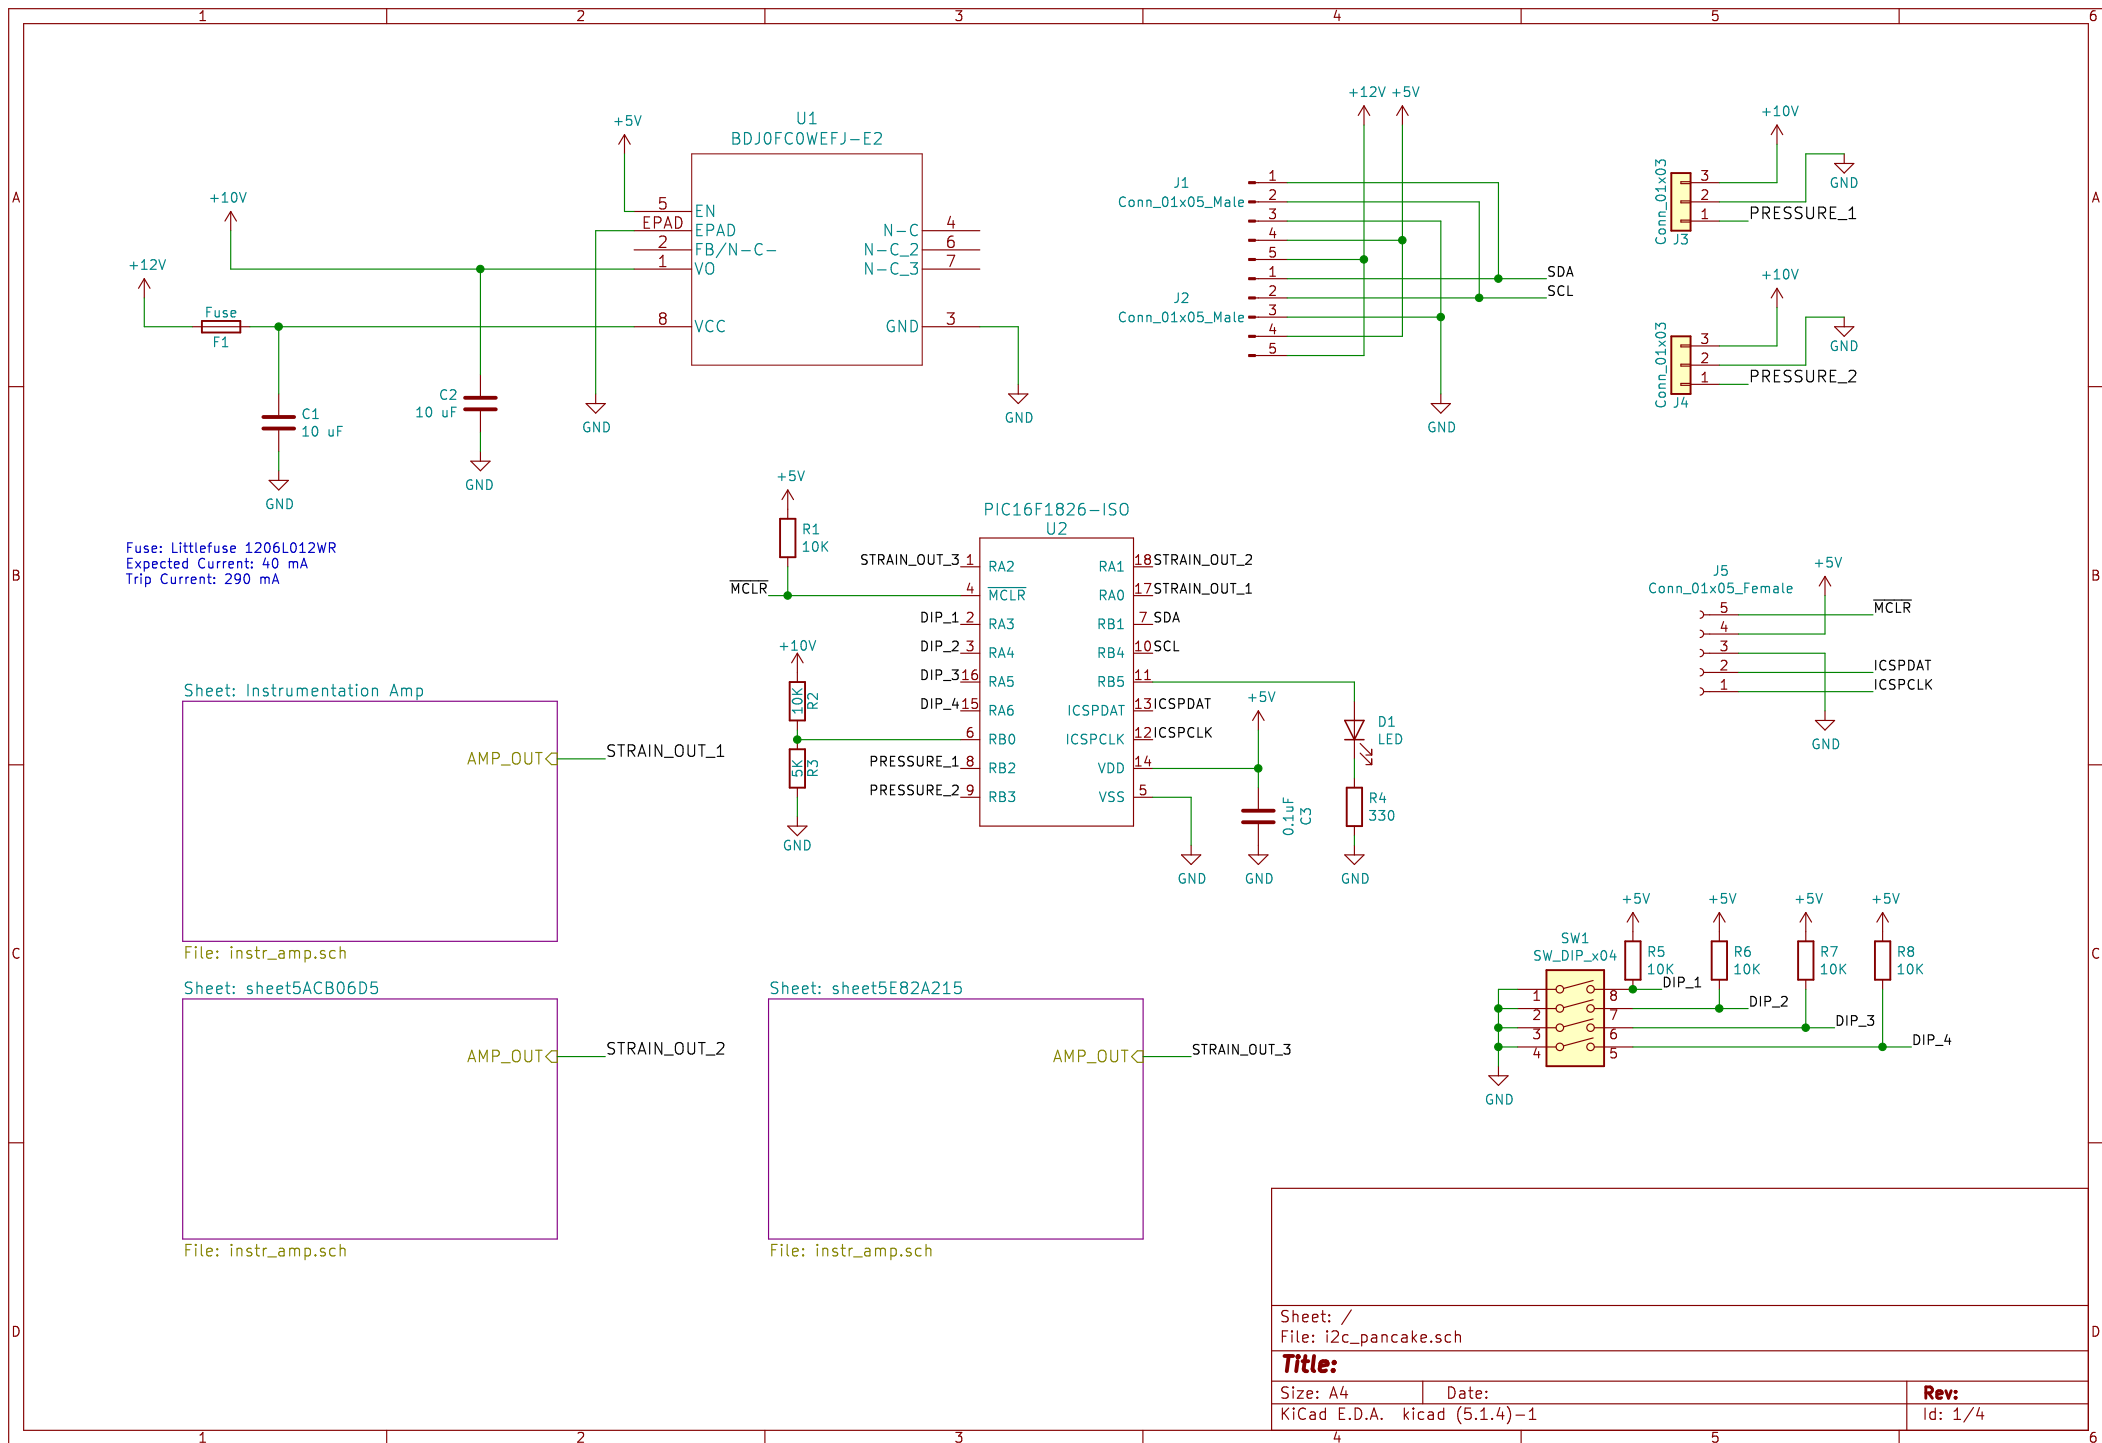 1 2 3 4 5 6
A
B
C
D
A
B
C
D
1 2 3 4 5 6
+10V
+12V
Fuse
F1
C1
10 uF
GND
C2
10 uF
GND
+5V
U1
BDJ0FC0WEFJ-E2
5 EN
EPAD EPAD
2 FB/N-C-
1 VO
8 VCC
N-C 4
N-C_2 6
N-C_3 7
GND 3
GND
GND
Fuse: Littlefuse 1206L012WR
Expected Current: 40 mA
Trip Current: 290 mA
+12V +5V
J1
Conn_01x05_Male
1
2
3
4
5
J2
Conn_01x05_Male
1
2
3
4
5
SDA
SCL
GND
+10V
GND
Conn_01x03
J3
3
2
1
PRESSURE_1
+10V
GND
Conn_01x03
J4
3
2
1
PRESSURE_2
+5V
R1
10K
MCLR
PIC16F1826-ISO
U2
STRAIN_OUT_3 1 RA2
4 MCLR
DIP_1 2 RA3
DIP_2 3 RA4
DIP_3 16 RA5
DIP_4 15 RA6
6 RB0
PRESSURE_1 8 RB2
PRESSURE_2 9 RB3
RA1 18 STRAIN_OUT_2
RA0 17 STRAIN_OUT_1
RB1 7 SDA
RB4 10 SCL
RB5 11
ICSPDAT 13 ICSPDAT
ICSPCLK 12 ICSPCLK
VDD 14
VSS 5
+10V
10K
R2
5K
R3
GND
+5V
0.1uF
C3
GND
GND
D1
LED
R4
330
GND
J5
Conn_01x05_Female
+5V
5
4
3
2
1
MCLR
ICSPDAT
ICSPCLK
GND
Sheet: Instrumentation Amp
AMP_OUT
STRAIN_OUT_1
File: instr_amp.sch
Sheet: sheet5ACB06D5
AMP_OUT
STRAIN_OUT_2
File: instr_amp.sch
Sheet: sheet5E82A215
AMP_OUT
STRAIN_OUT_3
File: instr_amp.sch
+5V +5V +5V +5V
SW1
SW_DIP_x04
R5
10K
R6
10K
R7
10K
R8
10K
1 8
2 7
3 6
4 5
DIP_1
DIP_2
DIP_3
DIP_4
GND
Sheet: /
File: i2c_pancake.sch
Title:
Size: A4 Date: Rev:
KiCad E.D.A. kicad (5.1.4)-1 Id: 1/4